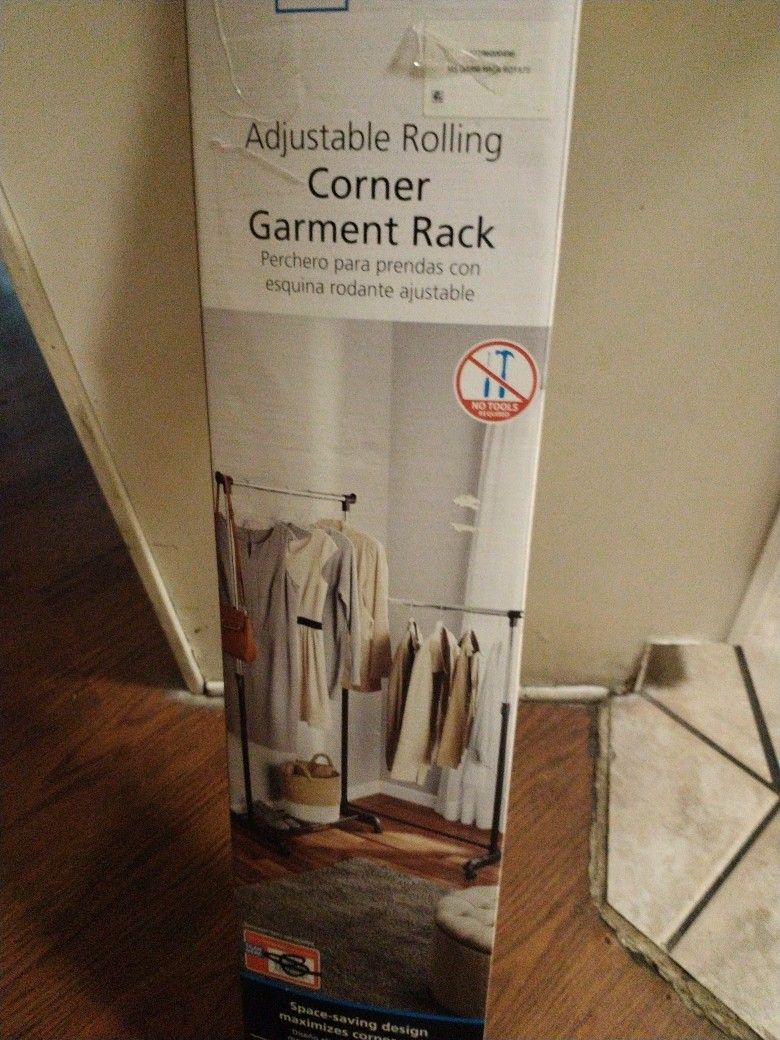 Adjustable Rolling
Corner
Garment Rack
Perchero para prendas con
esquina rodante ajustable
NO TOOLS
REQUIRED
Space-saving design
maximizes corner